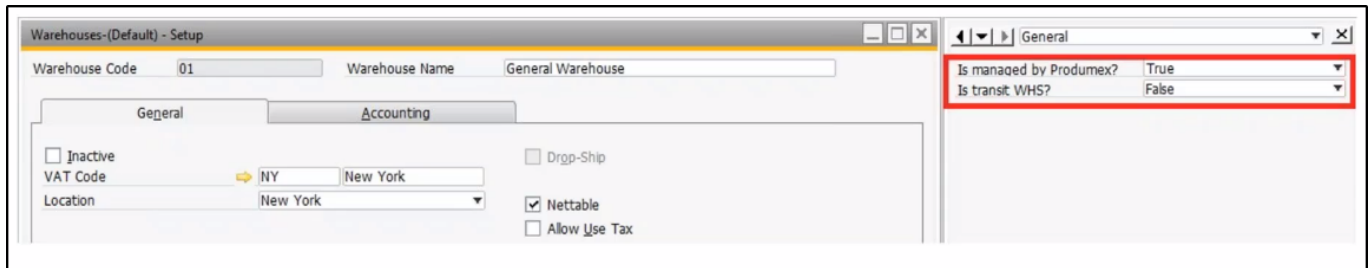 Warehouses-(Default) - Setup
Warehouse Code 01 Warehouse Name General Warehouse
General Accounting
Inactive Drop-Ship
VAT Code NY New York
Location New York Nettable
Allow Use Tax
General
Is managed by Produmex? True
Is transit WHS? False